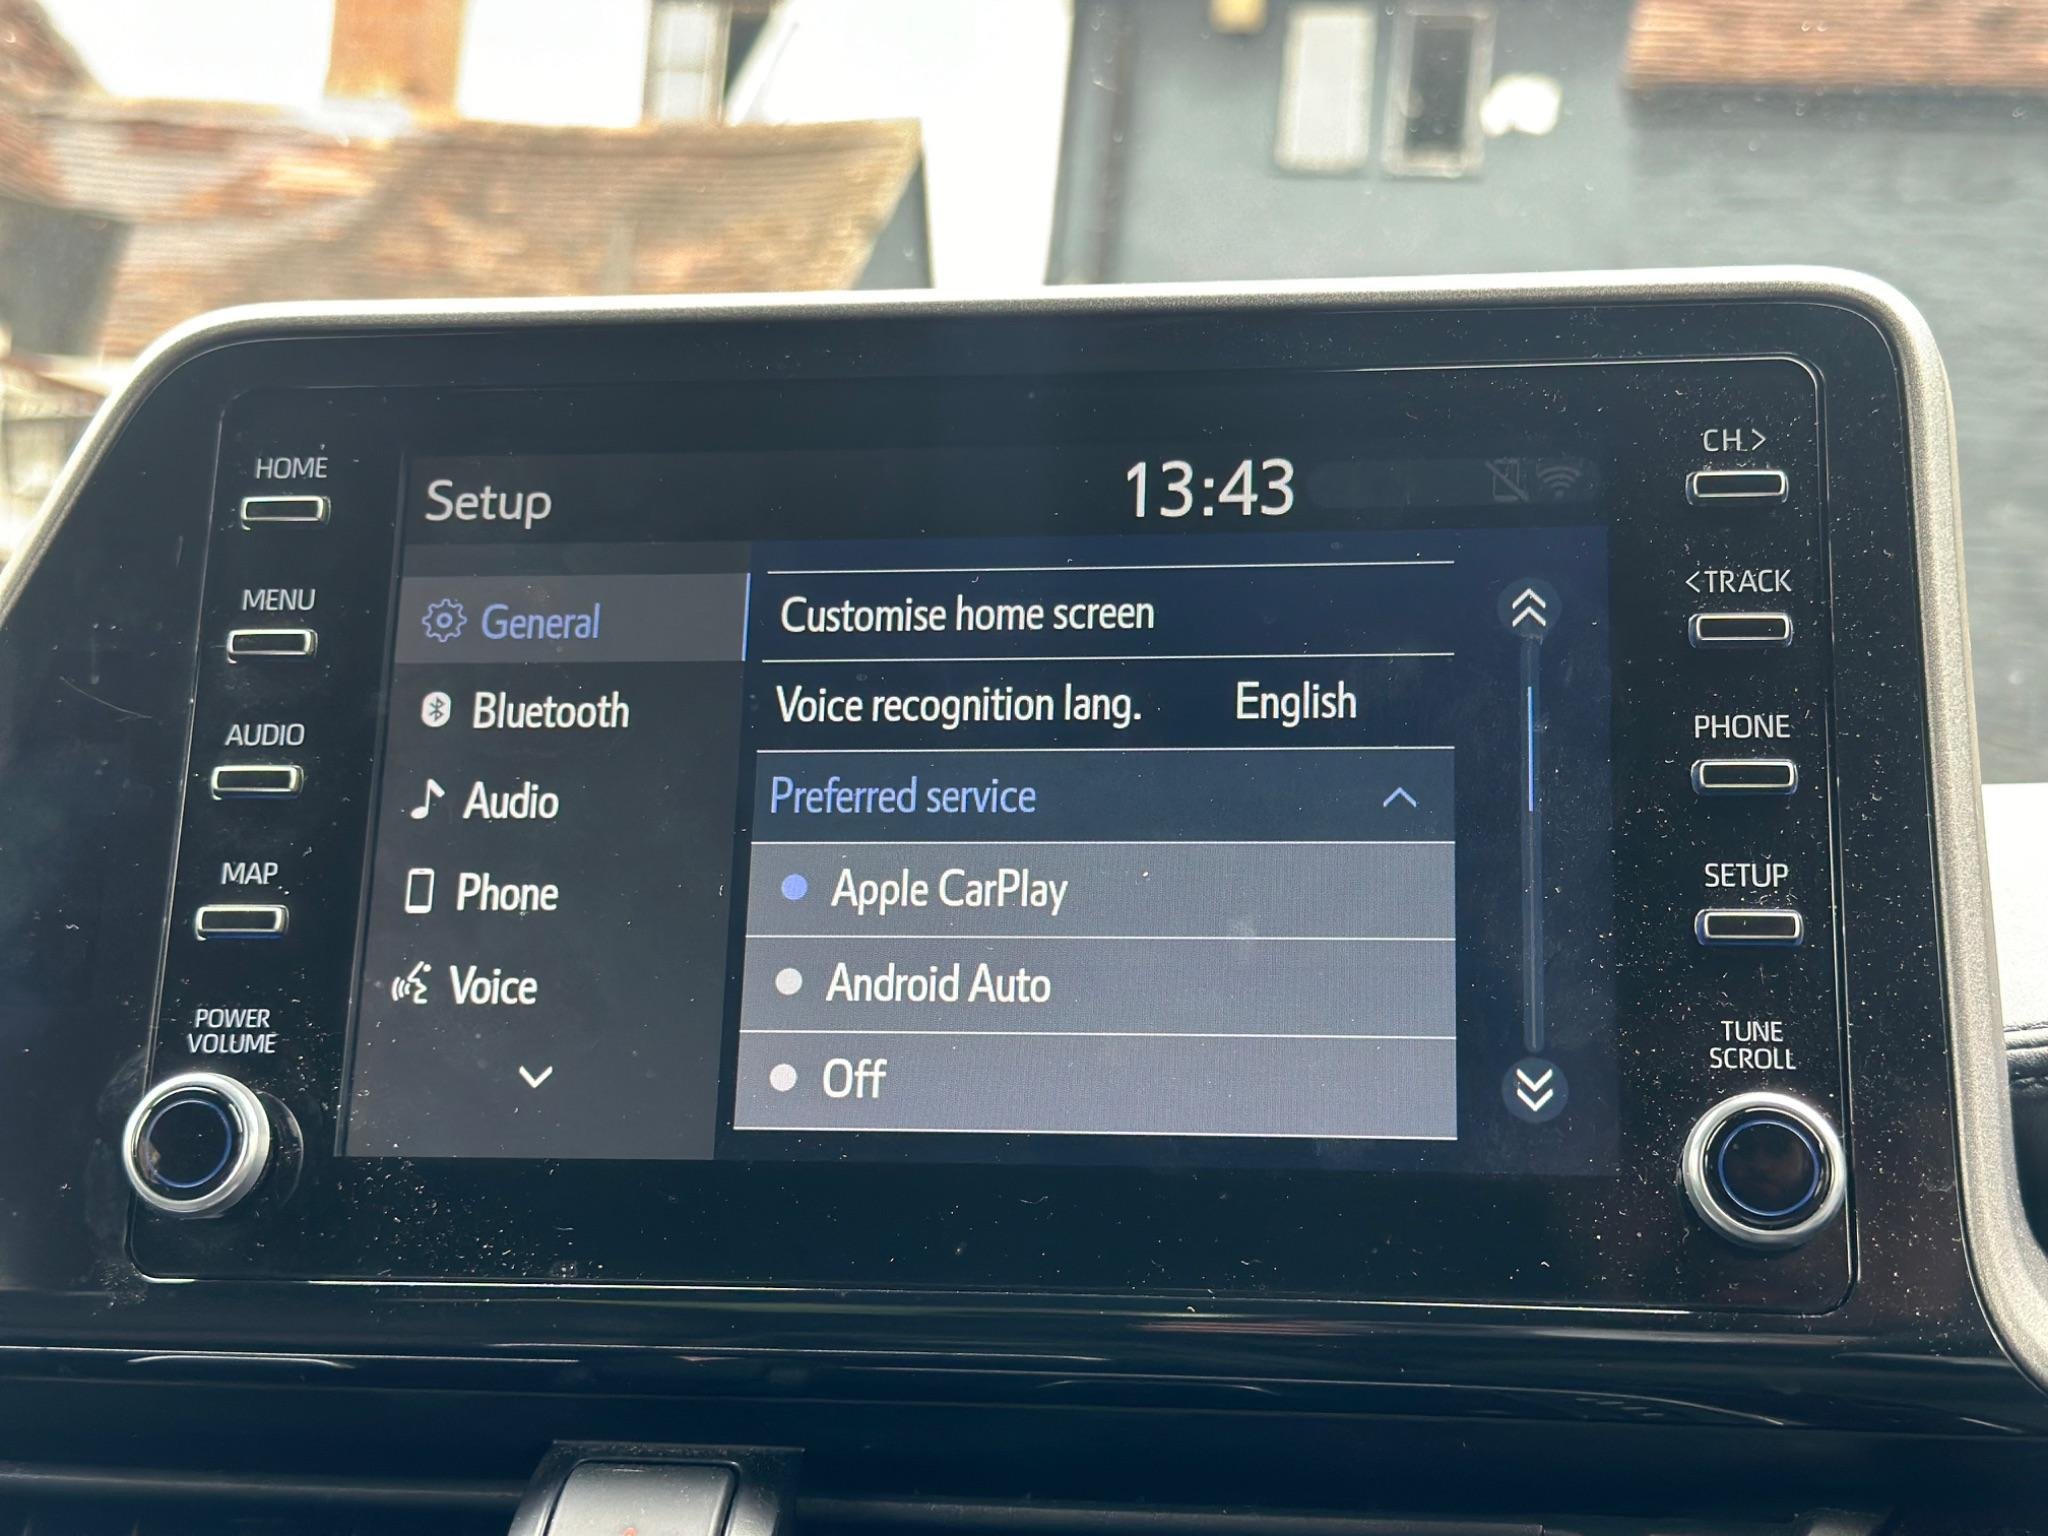 HOME
MENU
AUDIO
MAP
POWER
VOLUME
Setup
13:43
General
Bluetooth
Audio
Phone
Voice
Customise home screen
Voice recognition lang. English
Preferred service
Apple CarPlay
Android Auto
Off
CH.>
<TRACK
PHONE
SETUP
TUNE
SCROLL